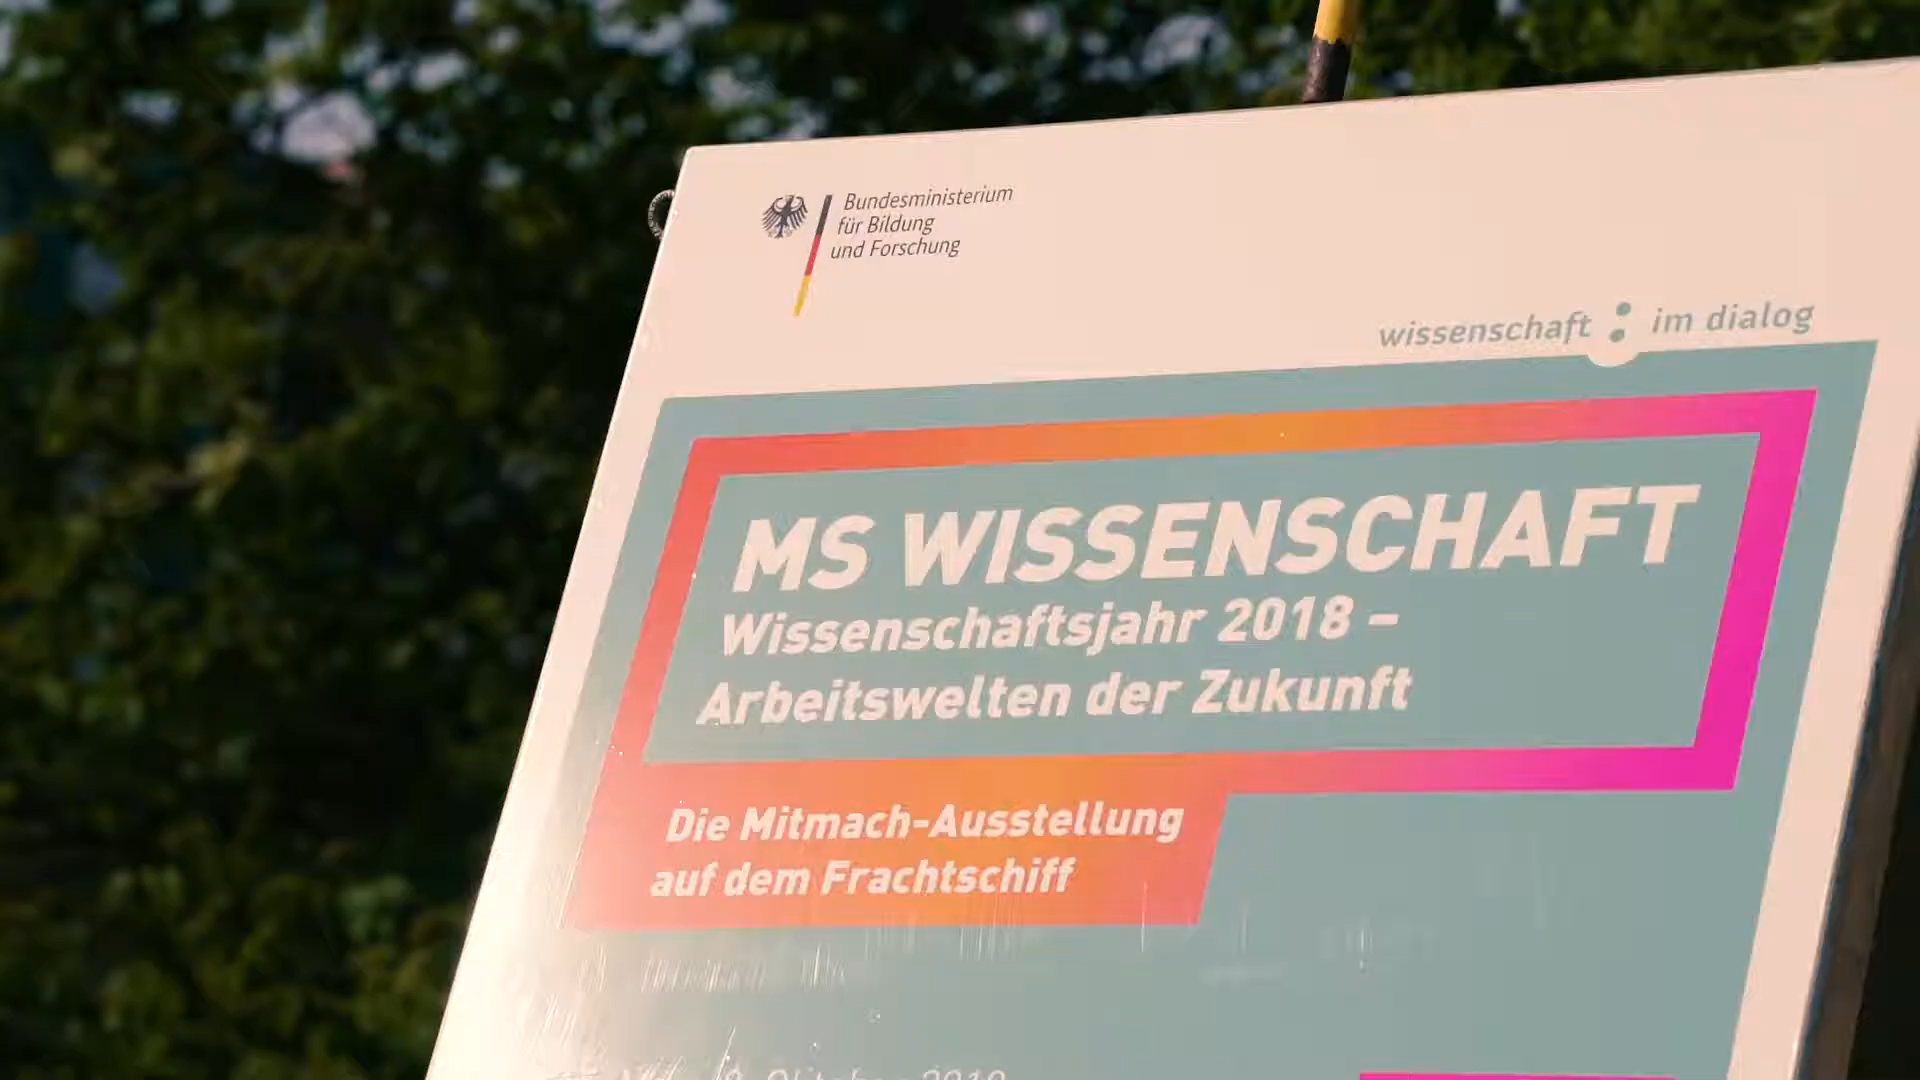 Bundesministerium
für Bildung
und Forschung
wissenschaft : im dialog
MS WISSENSCHAFT
Wissenschaftsjahr 2018 –
Arbeitswelten der Zukunft
Die Mitmach-Ausstellung
auf dem Frachtschiff